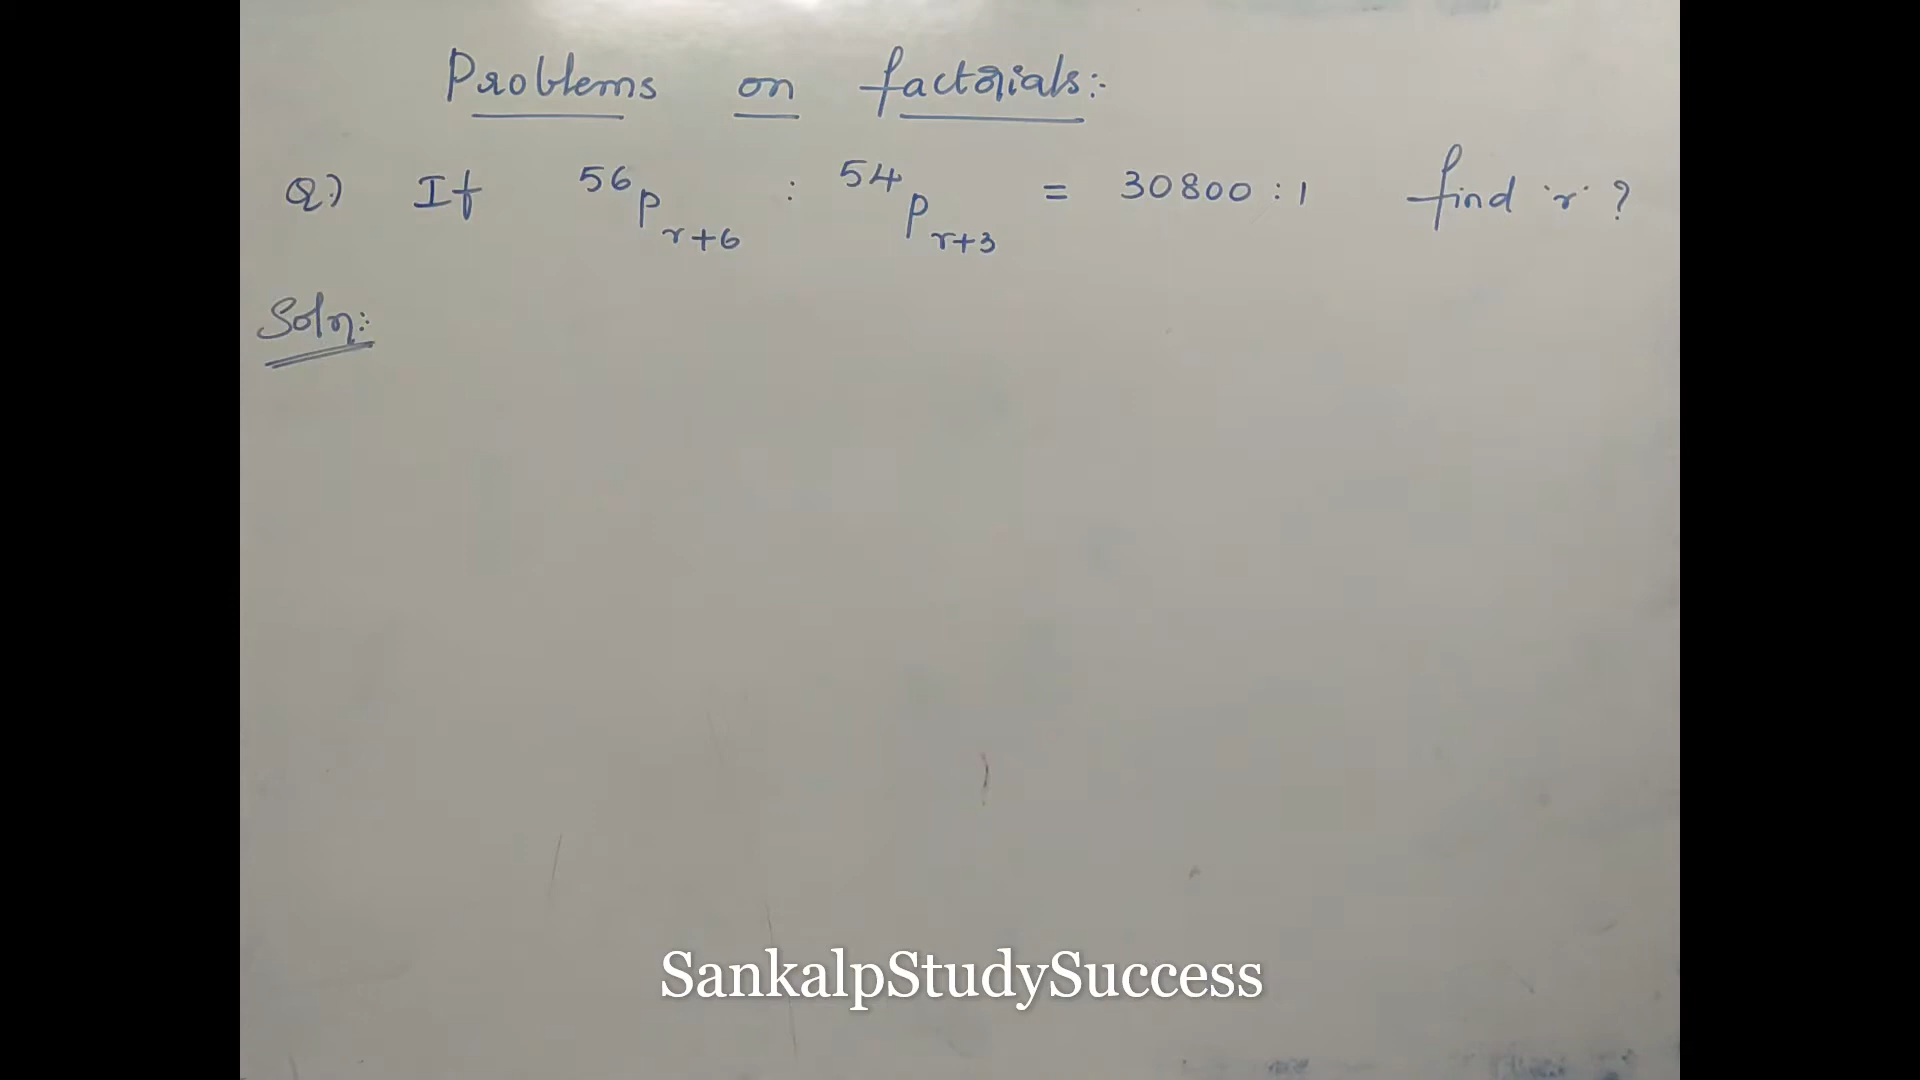 Problems on factorials:-
Q.) If ⁵⁶P_{r+6} : ⁵⁴P_{r+3} = 30800 : 1 find 'r' ?
Soln:
SankalpStudySuccess